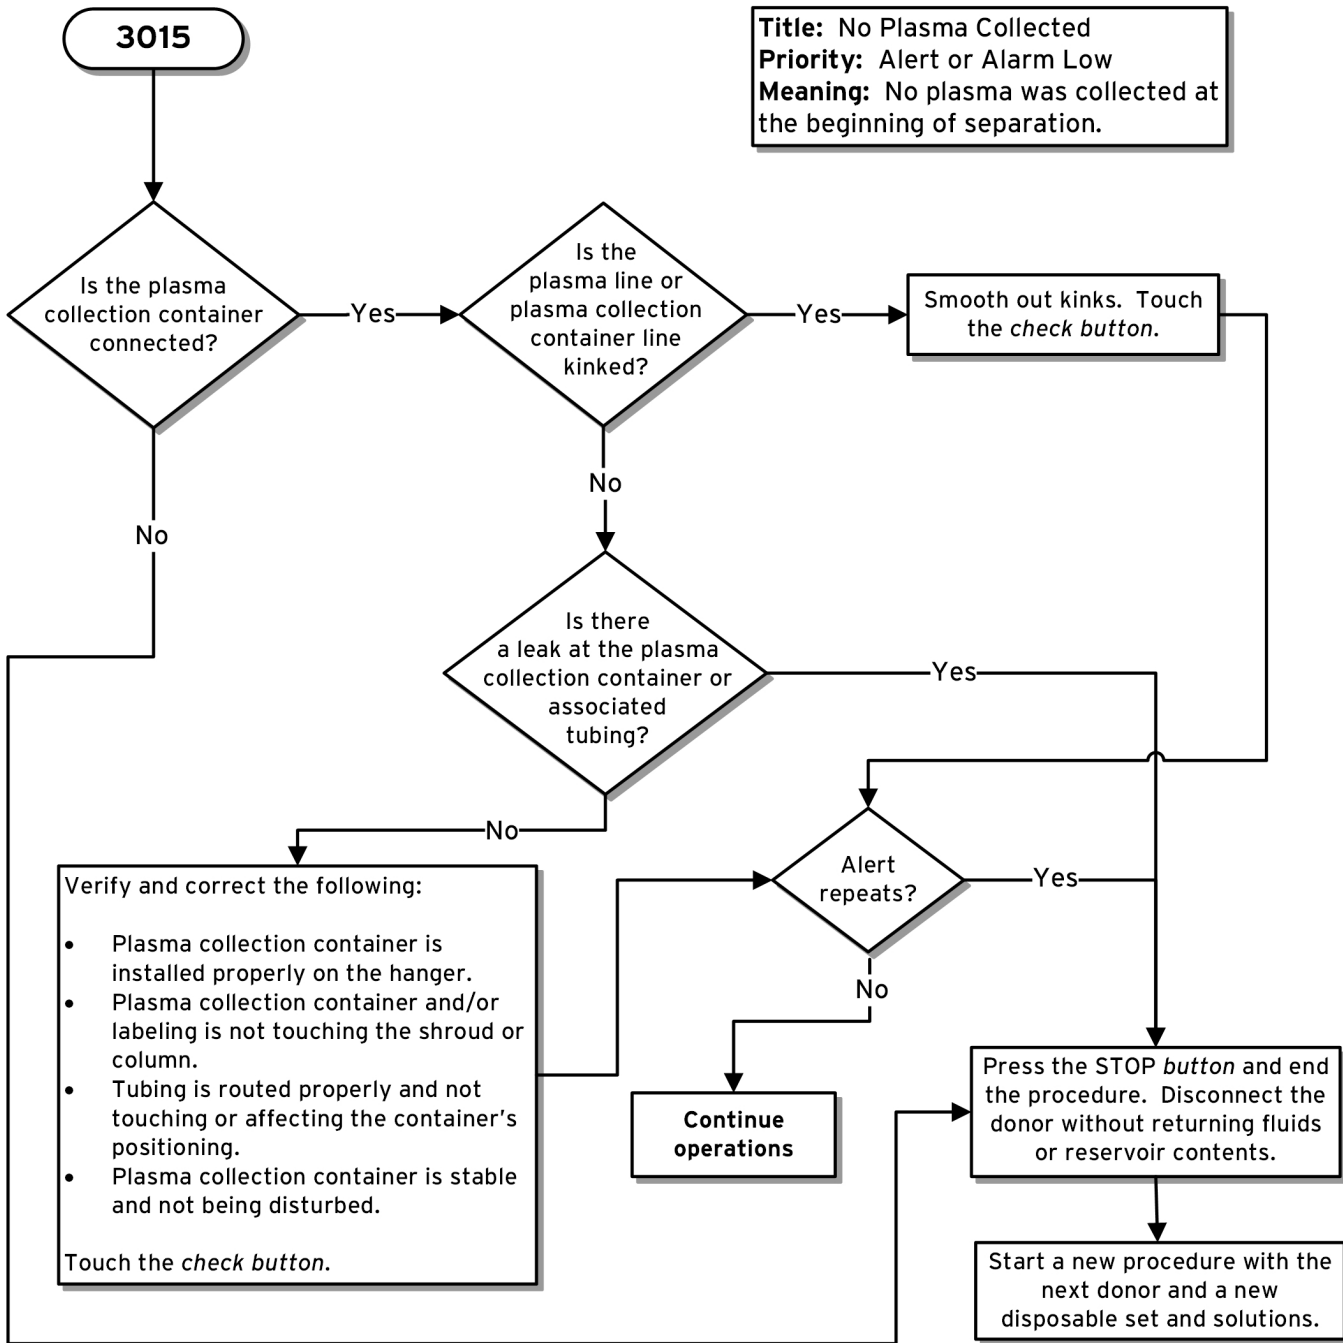 3015
Title: No Plasma Collected
Priority: Alert or Alarm Low
Meaning: No plasma was collected at
the beginning of separation.
Is the plasma
collection container
connected?
Yes
Is the
plasma line or
plasma collection
container line
kinked?
Yes
Smooth out kinks. Touch
the check button.
No
No
Is there
a leak at the plasma
collection container or
associated
tubing?
Yes
No
Verify and correct the following:
• Plasma collection container is
installed properly on the hanger.
• Plasma collection container and/or
labeling is not touching the shroud or
column.
• Tubing is routed properly and not
touching or affecting the container's
positioning.
• Plasma collection container is stable
and not being disturbed.
Touch the check button.
Alert
repeats?
Yes
No
Continue
operations
Press the STOP button and end
the procedure. Disconnect the
donor without returning fluids
or reservoir contents.
Start a new procedure with the
next donor and a new
disposable set and solutions.